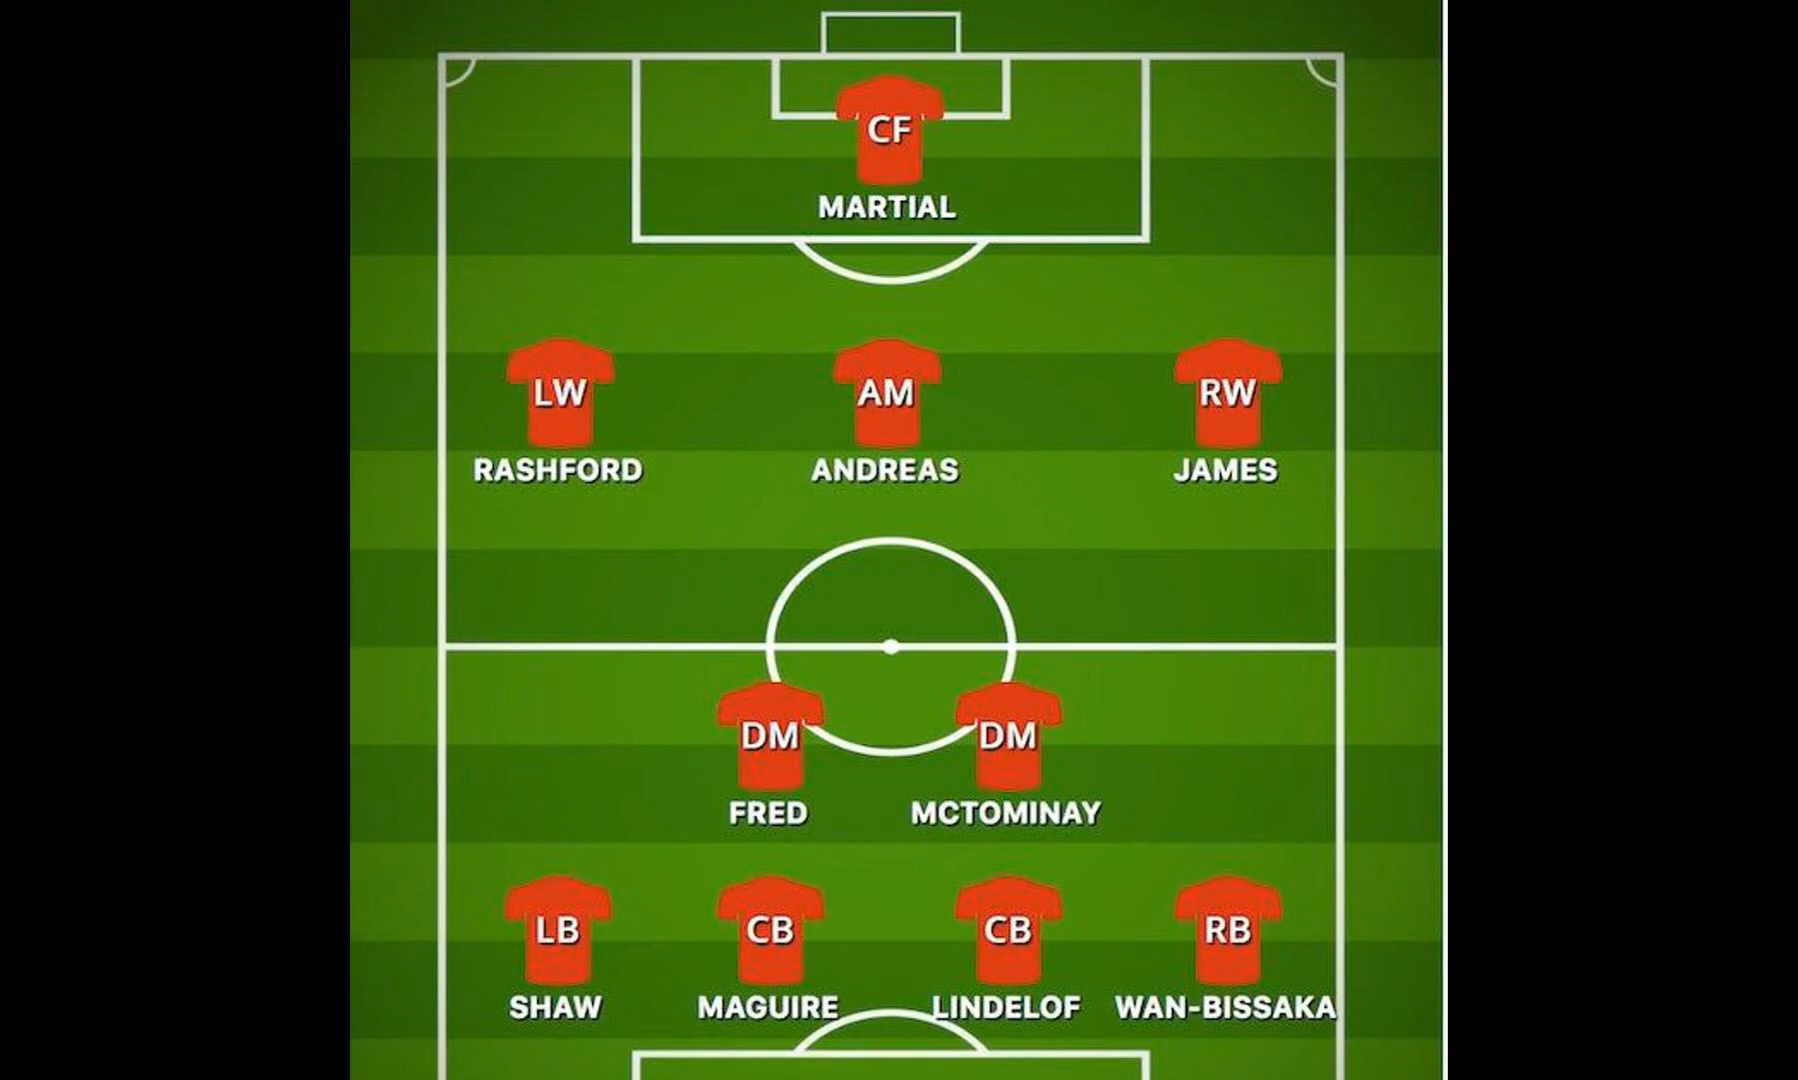 CF
MARTIAL
LW
AM
RW
RASHFORD
ANDREAS
JAMES
DM
DM
FRED
MCTOMINAY
LB
CB
CB
RB
SHAW
MAGUIRE
LINDELOF
WAN-BISSAKA